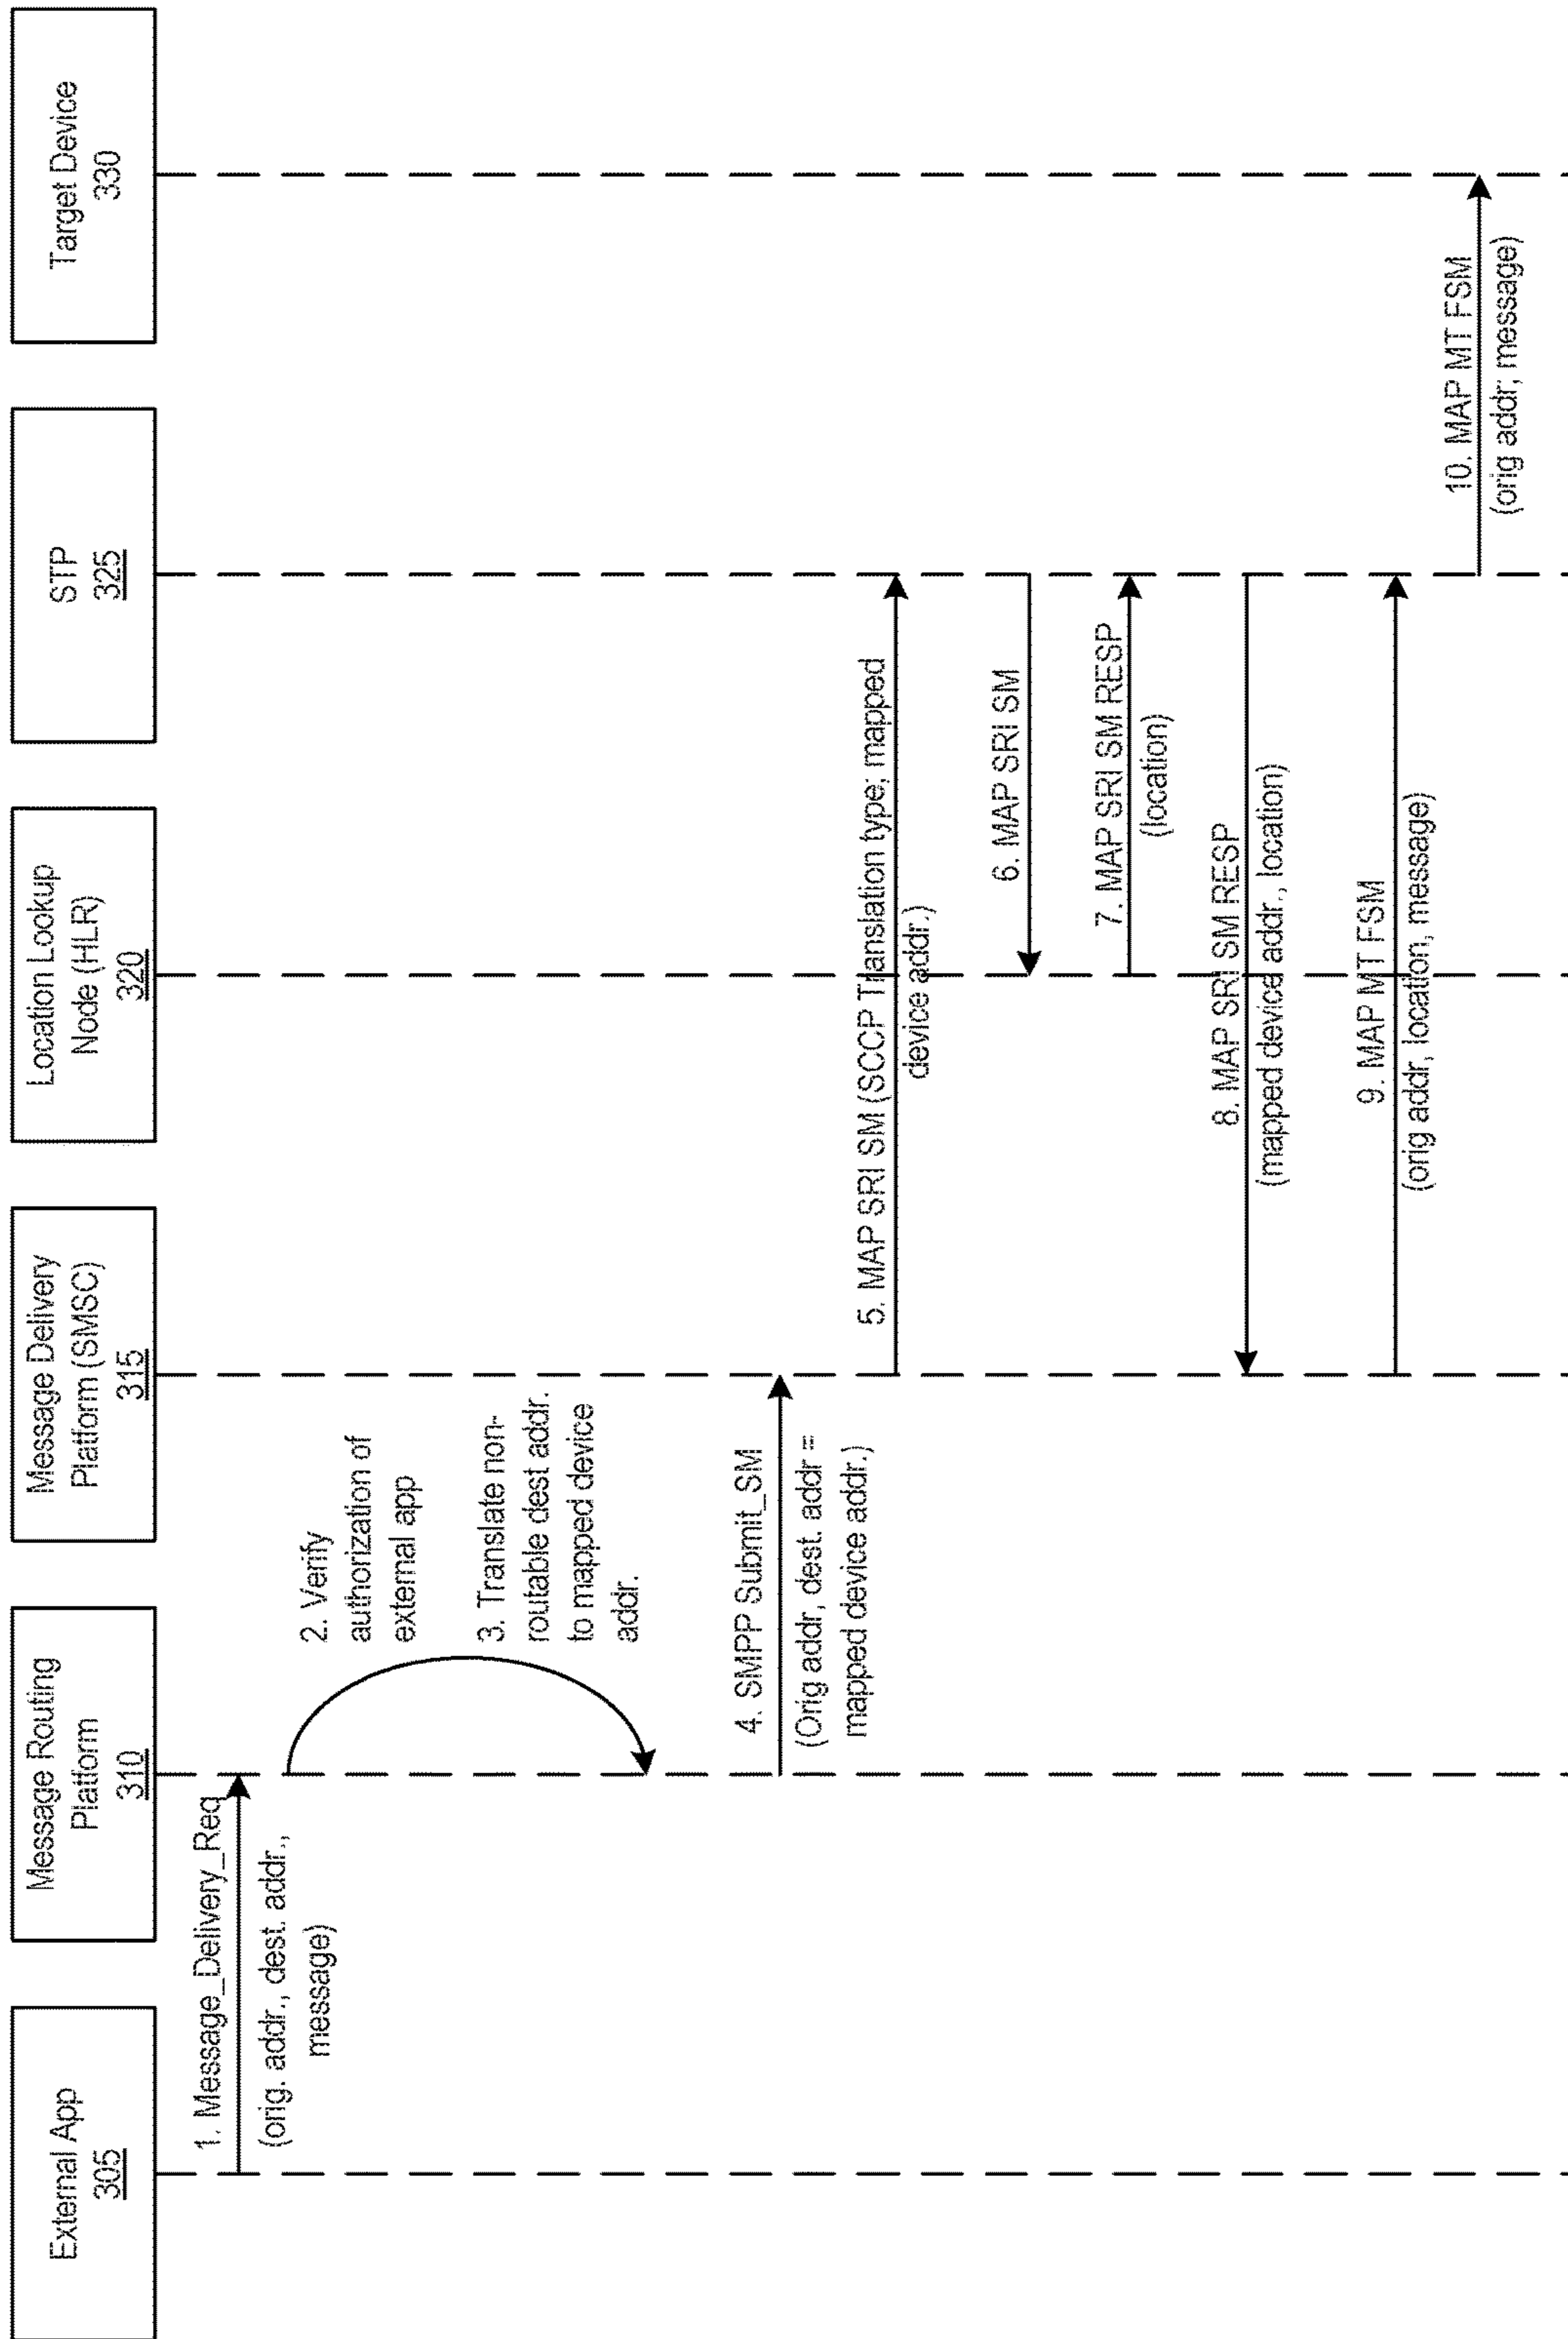 External App
305
Message Routing
Platform
310
Message Delivery
Platform (SMSC)
315
Location Lookup
Node (HLR)
320
STP
325
Target Device
330
1. Message_Delivery_Req
(orig. addr., dest. addr.,
message)
2. Verify
authorization of
external app
3. Translate non-
routable dest addr.
to mapped device
addr.
4. SMPP Submit_SM
(Orig addr, dest. addr =
mapped device addr.)
5. MAP SRI SM (SCCP Translation type; mapped
device addr.)
6. MAP SRI SM
7. MAP SRI SM RESP
(location)
8. MAP SRI SM RESP
(mapped device addr., location)
9. MAP MT FSM
(orig addr, location, message)
10. MAP MT FSM
(orig addr; message)